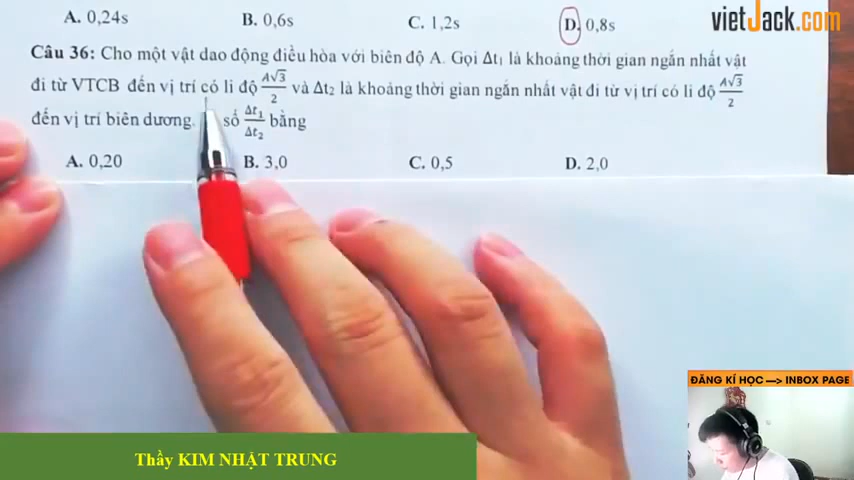 A. 0,24s B. 0,6s C. 1,2s D. 0,8s
vietJack.com
Câu 36: Cho một vật dao động điều hòa với biên độ A. Gọi Δt₁ là khoảng thời gian ngắn nhất vật
đi từ VTCB đến vị trí có li độ A√3/2 và Δt₂ là khoảng thời gian ngắn nhất vật đi từ vị trí có li độ A√3/2
đến vị trí biên dương. số Δt₁/Δt₂ bằng
A. 0,20 B. 3,0 C. 0,5 D. 2,0
ĐĂNG KÍ HỌC —> INBOX PAGE
Thầy KIM NHẬT TRUNG